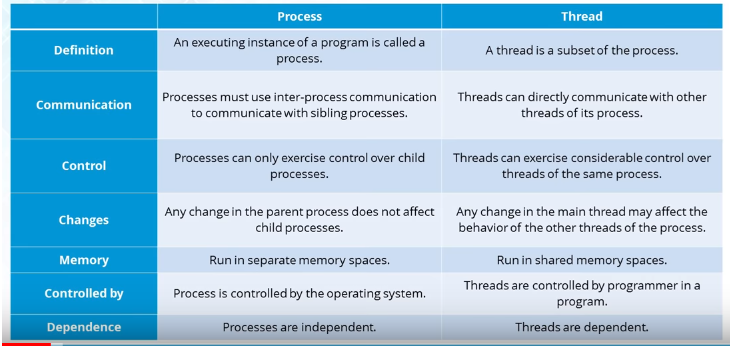 Process
Thread
Definition
An executing instance of a program is called a
process.
A thread is a subset of the process.
Communication
Processes must use inter-process communication
to communicate with sibling processes.
Threads can directly communicate with other
threads of its process.
Control
Processes can only exercise control over child
processes.
Threads can exercise considerable control over
threads of the same process.
Changes
Any change in the parent process does not affect
child processes.
Any change in the main thread may affect the
behavior of the other threads of the process.
Memory
Run in separate memory spaces.
Run in shared memory spaces.
Controlled by
Process is controlled by the operating system.
Threads are controlled by programmer in a
program.
Dependence
Processes are independent.
Threads are dependent.